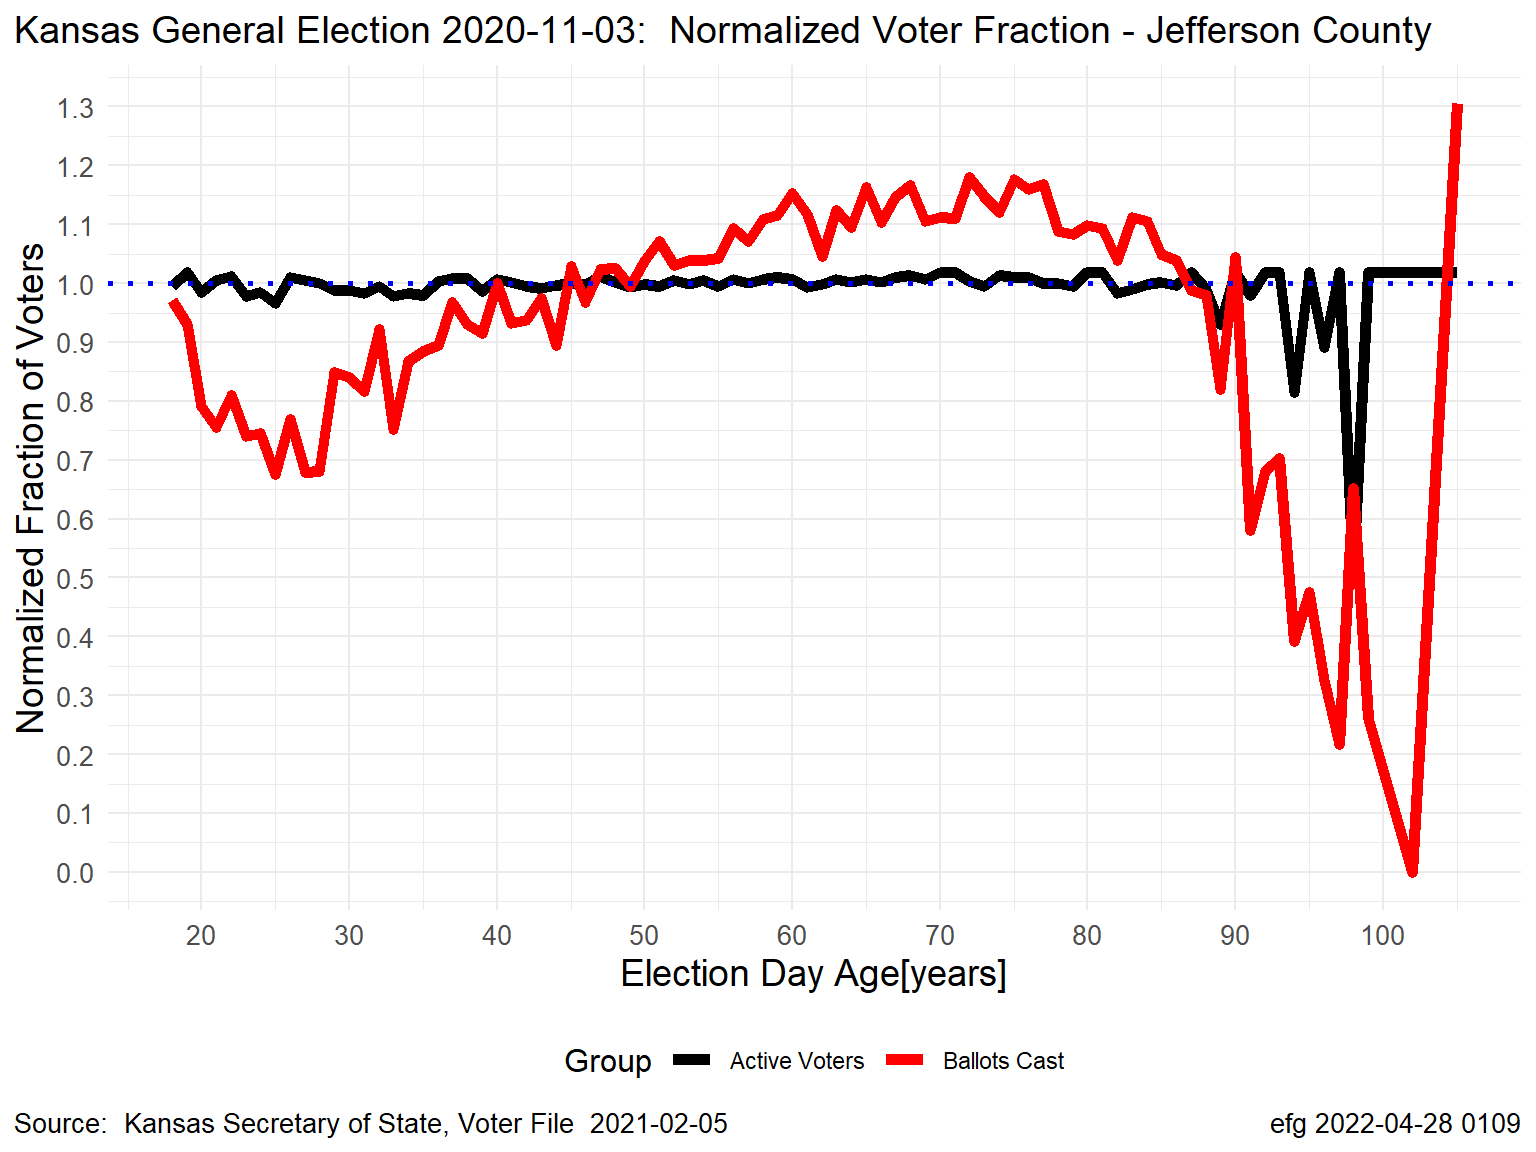 Kansas General Election 2020-11-03:  Normalized Voter Fraction - Jefferson County
Normalized Fraction of Voters
1.3
1.2
1.1
1.0
0.9
0.8
0.7
0.6
0.5
0.4
0.3
0.2
0.1
0.0
20 30 40 50 60 70 80 90 100
Election Day Age[years]
Group Active Voters Ballots Cast
Source:  Kansas Secretary of State, Voter File  2021-02-05 efg 2022-04-28 0109